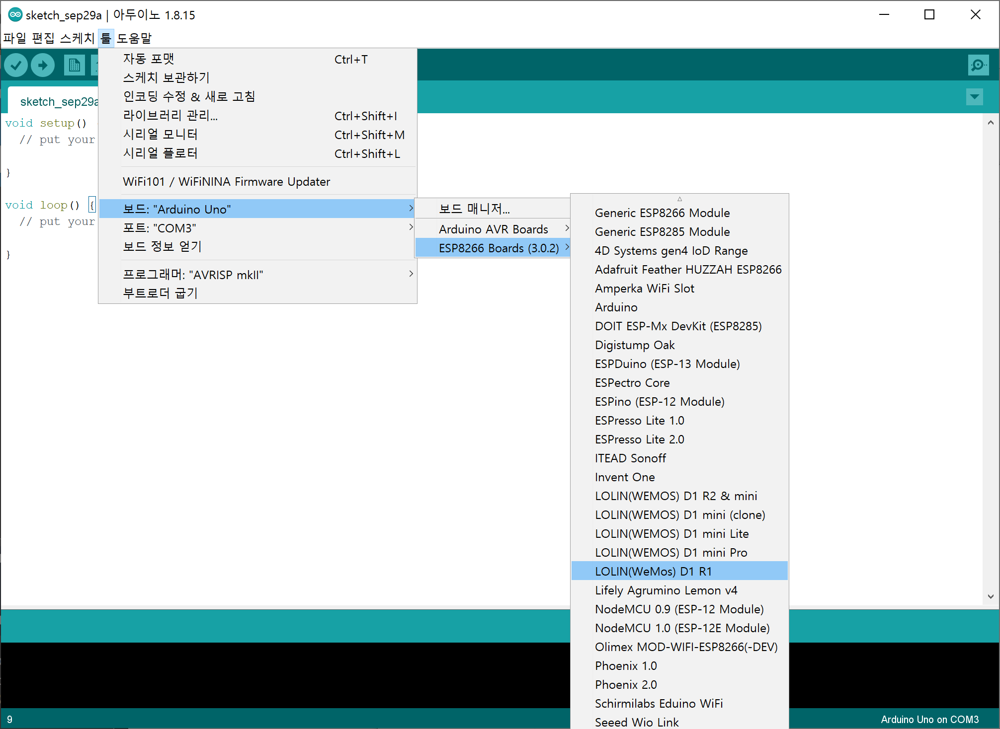 sketch_sep29a | 아두이노 1.8.15
파일 편집 스케치 툴 도움말
sketch_sep29a
void setup()
// put your
}
void loop() {
// put your
}
자동 포맷 Ctrl+T
스케치 보관하기
인코딩 수정 & 새로 고침
라이브러리 관리... Ctrl+Shift+I
시리얼 모니터 Ctrl+Shift+M
시리얼 플로터 Ctrl+Shift+L
WiFi101 / WiFiNINA Firmware Updater
보드: "Arduino Uno"
포트: "COM3"
보드 정보 얻기
프로그래머: "AVRISP mkII"
부트로더 굽기
보드 매니저...
Arduino AVR Boards
ESP8266 Boards (3.0.2)
Generic ESP8266 Module
Generic ESP8285 Module
4D Systems gen4 IoD Range
Adafruit Feather HUZZAH ESP8266
Amperka WiFi Slot
Arduino
DOIT ESP-Mx DevKit (ESP8285)
Digistump Oak
ESPDuino (ESP-13 Module)
ESPectro Core
ESPino (ESP-12 Module)
ESPresso Lite 1.0
ESPresso Lite 2.0
ITEAD Sonoff
Invent One
LOLIN(WEMOS) D1 R2 & mini
LOLIN(WEMOS) D1 mini (clone)
LOLIN(WEMOS) D1 mini Lite
LOLIN(WEMOS) D1 mini Pro
LOLIN(WeMos) D1 R1
Lifely Agrumino Lemon v4
NodeMCU 0.9 (ESP-12 Module)
NodeMCU 1.0 (ESP-12E Module)
Olimex MOD-WIFI-ESP8266(-DEV)
Phoenix 1.0
Phoenix 2.0
Schirmilabs Eduino WiFi
Seeed Wio Link
9
Arduino Uno on COM3